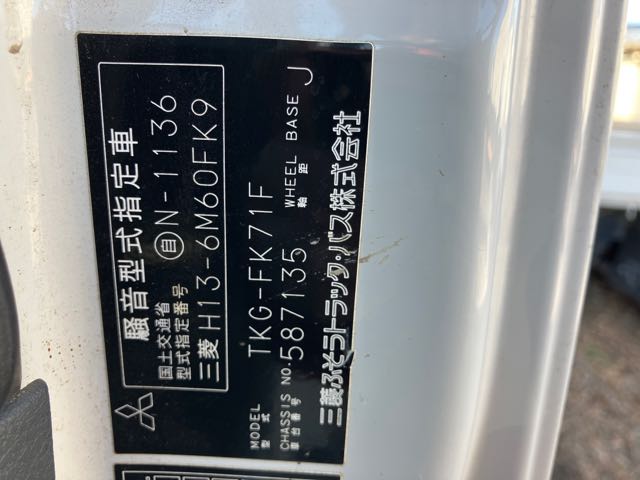 騒音型式指定車
国土交通省
型式指定番号 自 N-1136
三菱 H13-6M60FK9
MODEL
型式 TKG-FK71F
CHASSIS NO.
車台番号 587135 WHEEL BASE
軸距 J
三菱ふそうトラック・バス株式会社